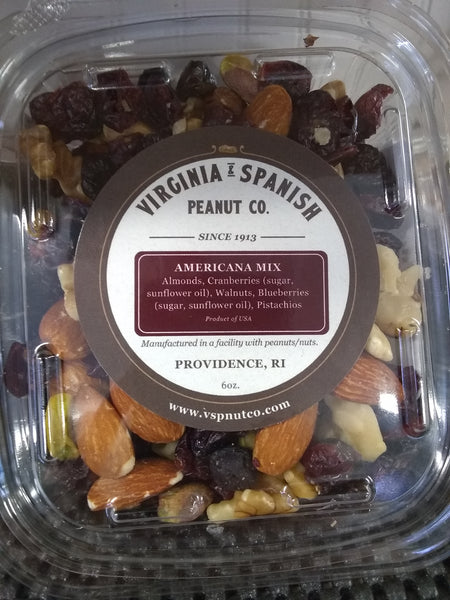 VIRGINIA & SPANISH
PEANUT CO.
SINCE 1913
AMERICANA MIX
Almonds, Cranberries (sugar,
sunflower oil), Walnuts, Blueberries
(sugar, sunflower oil), Pistachios
Product of USA
Manufactured in a facility with peanuts/nuts.
PROVIDENCE, RI
6oz.
www.vspnutco.com